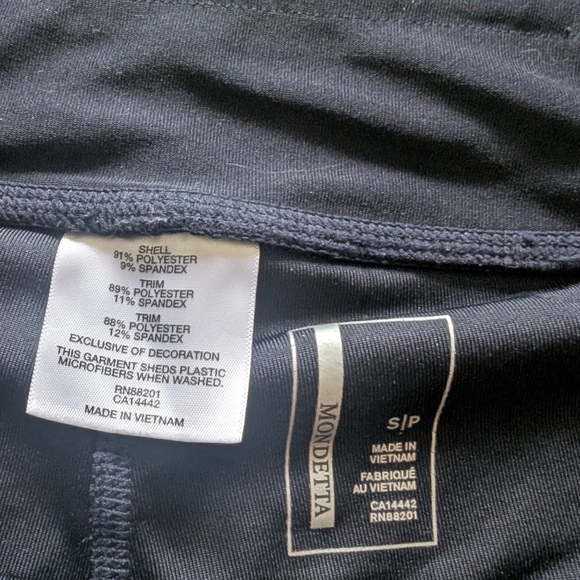 SHELL
91% POLYESTER
9% SPANDEX
TRIM
89% POLYESTER
11% SPANDEX
TRIM
88% POLYESTER
12% SPANDEX
EXCLUSIVE OF DECORATION
THIS GARMENT SHEDS PLASTIC
MICROFIBERS WHEN WASHED.
RN88201
CA14442
MADE IN VIETNAM
MONDETTA
S/P
MADE IN
VIETNAM
FABRIQUÉ
AU VIETNAM
CA14442
RN88201